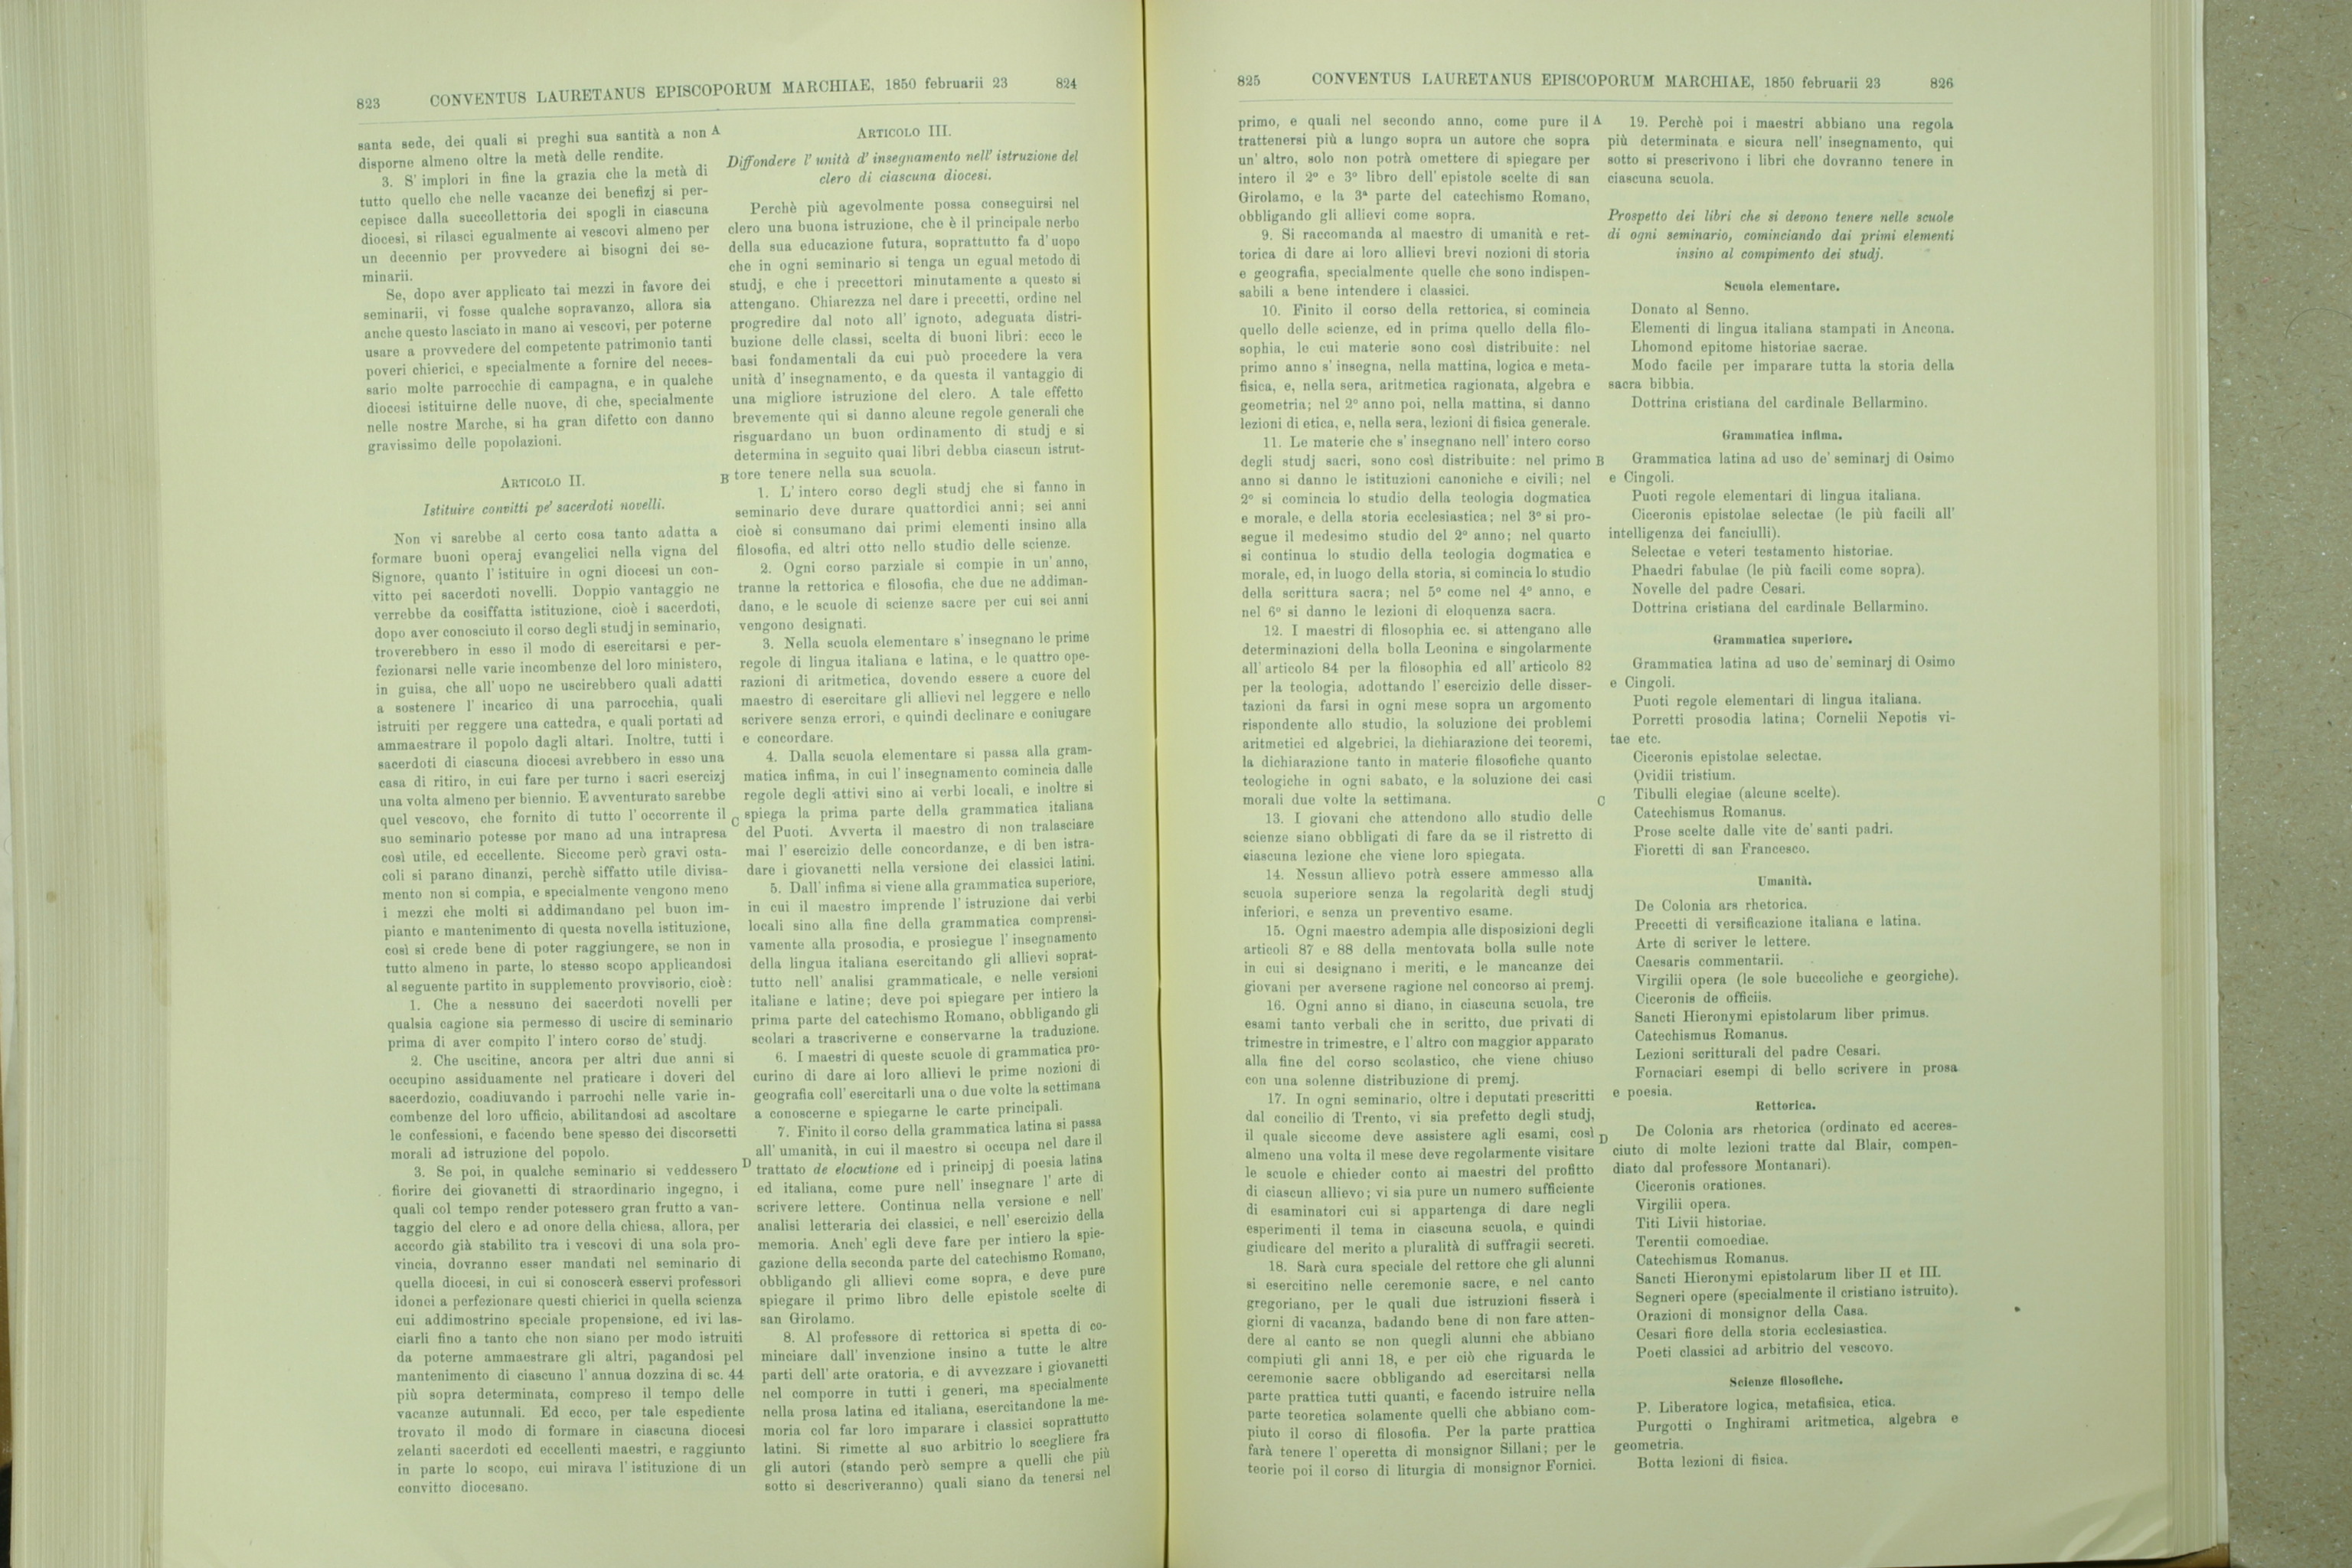 823 CONVENTUS LAURETANUS EPISCOPORUM MARCHIAE, 1850 februarii 23 824
santa sede, dei quali si preghi sua santità a non A
disporne almeno oltre la metà delle rendite.
3. S' implori in fine la grazia che la metà di
tutto quello che nelle vacanze dei benefizj si per-
cepisce dalla succollettoria dei spogli in ciascuna
diocesi, si rilasci egualmente ai vescovi almeno per
un decennio per provvedere ai bisogni dei se-
minarii.
Se, dopo aver applicato tai mezzi in favore dei
seminarii, vi fosse qualche sopravanzo, allora sia
anche questo lasciato in mano ai vescovi, per poterne
usare a provvedere del competente patrimonio tanti
poveri chierici, e specialmente a fornire del neces-
sario molte parrocchie di campagna, e in qualche
diocesi istituirne delle nuove, di che, specialmente
nelle nostre Marche, si ha gran difetto con danno
gravissimo delle popolazioni.
ARTICOLO II.
Istituire convitti pe' sacerdoti novelli.
Non vi sarebbe al certo cosa tanto adatta a
formare buoni operaj evangelici nella vigna del
Signore, quanto l' istituire in ogni diocesi un con-
vitto pei sacerdoti novelli. Doppio vantaggio ne
verrebbe da cosiffatta istituzione, cioè i sacerdoti,
dopo aver conosciuto il corso degli studj in seminario,
troverebbero in esso il modo di esercitarsi e per-
fezionarsi nelle varie incombenze del loro ministero,
in guisa, che all' uopo ne uscirebbero quali adatti
a sostenere l' incarico di una parrocchia, quali
istruiti per reggere una cattedra, e quali portati ad
ammaestrare il popolo dagli altari. Inoltre, tutti i
sacerdoti di ciascuna diocesi avrebbero in esso una
casa di ritiro, in cui fare per turno i sacri esercizj
una volta almeno per biennio. E avventurato sarebbe
quel vescovo, che fornito di tutto l' occorrente il C
suo seminario potesse por mano ad una intrapresa
così utile, ed eccellente. Siccome però gravi osta-
coli si parano dinanzi, perchè siffatto utile divisa-
mento non si compia, e specialmente vengono meno
i mezzi che molti si addimandano pel buon im-
pianto e mantenimento di questa novella istituzione,
così si crede bene di poter raggiungere, se non in
tutto almeno in parte, lo stesso scopo applicandosi
al seguente partito in supplemento provvisorio, cioè:
1. Che a nessuno dei sacerdoti novelli per
qualsia cagione sia permesso di uscire di seminario
prima di aver compito l' intero corso de' studj.
2. Che uscitine, ancora per altri due anni si
occupino assiduamente nel praticare i doveri del
sacerdozio, coadiuvando i parrochi nelle varie in-
combenze del loro ufficio, abilitandosi ad ascoltare
le confessioni, e facendo bene spesso dei discorsetti
morali ad istruzione del popolo.
3. Se poi, in qualche seminario si veddessero D
fiorire dei giovanetti di straordinario ingegno, i
quali col tempo render potessero gran frutto a van-
taggio del clero e ad onore della chiesa, allora, per
accordo già stabilito tra i vescovi di una sola pro-
vincia, dovranno esser mandati nel seminario di
quella diocesi, in cui si conoscerà esservi professori
idonei a perfezionare questi chierici in quella scienza
cui addimostrino speciale propensione, ed ivi las-
ciarli fino a tanto che non siano per modo istruiti
da poterne ammaestrare gli altri, pagandosi pel
mantenimento di ciascuno l' annua dozzina di sc. 44
più sopra determinata, compreso il tempo delle
vacanze autunnali. Ed ecco, per tale espediente
trovato il modo di formare in ciascuna diocesi
zelanti sacerdoti ed eccellenti maestri, e raggiunto
in parte lo scopo, cui mirava l' istituzione di un
convitto diocesano.
ARTICOLO III.
Diffondere l' unità d' insegnamento nell' istruzione del
clero di ciascuna diocesi.
Perchè più agevolmente possa conseguirsi nel
clero una buona istruzione, che è il principale nerbo
della sua educazione futura, soprattutto fa d' uopo
che in ogni seminario si tenga un egual metodo di
studj, e che i precettori minutamente a questo si
attengano. Chiarezza nel dare i precetti, ordine nel
progredire dal noto all' ignoto, adeguata distri-
buzione delle classi, scelta di buoni libri: ecco le
basi fondamentali da cui può procedere la vera
unità d' insegnamento, e da questa il vantaggio di
una migliore istruzione del clero. A tale effetto
brevemente qui si danno alcune regole generali che
risguardano un buon ordinamento di studj e si
determina in seguito quai libri debba ciascun istrut-
B tore tenere nella sua scuola.
1. L' intero corso degli studj che si fanno in
seminario deve durare quattordici anni; sei anni
cioè si consumano dai primi elementi insino alla
filosofia, ed altri otto nello studio delle scienze.
2. Ogni corso parziale si compie in un' anno,
tranne la rettorica e filosofia, che due ne addiman-
dano, e le scuole di scienze sacre per cui sei anni
vengono designati.
3. Nella scuola elementare s' insegnano le prime
regole di lingua italiana e latina, e le quattro ope-
razioni di aritmetica, dovendo essere a cuore del
maestro di esercitare gli allievi nel leggere e nello
scrivere senza errori, e quindi declinare e coniugare
e concordare.
4. Dalla scuola elementare si passa alla gram-
matica infima, in cui l' insegnamento comincia dalle
regole degli attivi sino ai verbi locali, e inoltre si
spiega la prima parte della grammatica italiana
del Puoti. Avverta il maestro di non tralasciare
mai l' esercizio delle concordanze, e di ben istra-
dare i giovanetti nella versione dei classici latini.
5. Dall' infima si viene alla grammatica superiore,
in cui il maestro imprende l' istruzione dai verbi
locali sino alla fine della grammatica comprensi-
vamente alla prosodia, e prosiegue l' insegnamento
della lingua italiana esercitando gli allievi soprat-
tutto nell' analisi grammaticale, e nelle versioni
italiane e latine; deve poi spiegare per intiero la
prima parte del catechismo Romano, obbligando gli
scolari a trascriverne e conservarne la traduzione.
6. I maestri di queste scuole di grammatica pro-
curino di dare ai loro allievi le prime nozioni di
geografia coll' esercitarli una o due volte la settimana
a conoscerne e spiegarne le carte principali.
7. Finito il corso della grammatica latina si passa
all' umanità, in cui il maestro si occupa nel dare il
trattato de elocutione ed i principj di poesia latina
ed italiana, come pure nell' insegnare l' arte di
scrivere lettere. Continua nella versione e nell'
analisi letteraria dei classici, e nell' esercizio della
memoria. Anch' egli deve fare per intiero la spie-
gazione della seconda parte del catechismo Romano,
obbligando gli allievi come sopra, e deve pure
spiegare il primo libro delle epistole scelte di
san Girolamo.
8. Al professore di rettorica si spetta di co-
minciare dall' invenzione insino a tutte le altre
parti dell' arte oratoria, e di avvezzare i giovanetti
nel comporre in tutti i generi, ma specialmente
nella prosa latina ed italiana, esercitandone la me-
moria col far loro imparare i classici soprattutto
latini. Si rimette al suo arbitrio lo scegliere fra
gli autori (stando però sempre a quelli che più
sotto si descriveranno) quali siano da tenersi nel
825 CONVENTUS LAURETANUS EPISCOPORUM MARCHIAE, 1850 februarii 23 826
primo, e quali nel secondo anno, come pure il A
trattenersi più a lungo sopra un autore che sopra
un' altro, solo non potrà omettere di spiegare per
intero il 2º e 3º libro dell' epistole scelte di san
Girolamo, e la 3ª parte del catechismo Romano,
obbligando gli allievi come sopra.
9. Si raccomanda al maestro di umanità e ret-
torica di dare ai loro allievi brevi nozioni di storia
e geografia, specialmente quelle che sono indispen-
sabili a bene intendere i classici.
10. Finito il corso della rettorica, si comincia
quello delle scienze, ed in prima quello della filo-
sophia, le cui materie sono così distribuite: nel
primo anno s' insegna, nella mattina, logica e meta-
fisica, e, nella sera, aritmetica ragionata, algebra e
geometria; nel 2º anno poi, nella mattina, si danno
lezioni di etica, e, nella sera, lezioni di fisica generale.
11. Le materie che s' insegnano nell' intero corso
degli studj sacri, sono così distribuite: nel primo B
anno si danno le istituzioni canoniche e civili; nel
2º si comincia lo studio della teologia dogmatica
e morale, e della storia ecclesiastica; nel 3º si pro-
segue il medesimo studio del 2º anno; nel quarto
si continua lo studio della teologia dogmatica e
morale, ed, in luogo della storia, si comincia lo studio
della scrittura sacra; nel 5º come nel 4º anno, e
nel 6º si danno le lezioni di eloquenza sacra.
12. I maestri di filosophia ec. si attengano alle
determinazioni della bolla Leonina e singolarmente
all' articolo 84 per la filosophia ed all' articolo 82
per la teologia, adottando l' esercizio delle disser-
tazioni da farsi in ogni mese sopra un argomento
rispondente allo studio, la soluzione dei problemi
aritmetici ed algebrici, la dichiarazione dei teoremi,
la dichiarazione tanto in materie filosofiche quanto
teologiche in ogni sabato, e la soluzione dei casi
morali due volte la settimana. C
13. I giovani che attendono allo studio delle
scienze siano obbligati di fare da se il ristretto di
ciascuna lezione che viene loro spiegata.
14. Nessun allievo potrà essere ammesso alla
scuola superiore senza la regolarità degli studj
inferiori, e senza un preventivo esame.
15. Ogni maestro adempia alle disposizioni degli
articoli 87 e 88 della mentovata bolla sulle note
in cui si designano i meriti, e le mancanze dei
giovani per aversene ragione nel concorso ai premj.
16. Ogni anno si diano, in ciascuna scuola, tre
esami tanto verbali che in scritto, due privati di
trimestre in trimestre, e l' altro con maggior apparato
alla fine del corso scolastico, che viene chiuso
con una solenne distribuzione di premj.
17. In ogni seminario, oltre i deputati prescritti
dal concilio di Trento, vi sia prefetto degli studj,
il quale siccome deve assistere agli esami, così D
almeno una volta il mese deve regolarmente visitare
le scuole e chieder conto ai maestri del profitto
di ciascun allievo; vi sia pure un numero sufficiente
di esaminatori cui si appartenga di dare negli
esperimenti il tema in ciascuna scuola, e quindi
giudicare del merito a pluralità di suffragii secreti.
18. Sarà cura speciale del rettore che gli alunni
si esercitino nelle ceremonie sacre, e nel canto
gregoriano, per le quali due istruzioni fisserà i
giorni di vacanza, badando bene di non fare atten-
dere al canto se non quegli alunni che abbiano
compiuti gli anni 18, e per ciò che riguarda le
ceremonie sacre obbligando ad esercitarsi nella
parte prattica tutti quanti, e facendo istruire nella
parte teoretica solamente quelli che abbiano com-
piuto il corso di filosofia. Per la parte prattica
farà tenere l' operetta di monsignor Sillani; per le
teorie poi il corso di liturgia di monsignor Fornici.
19. Perchè poi i maestri abbiano una regola
più determinata e sicura nell' insegnamento, qui
sotto si prescrivono i libri che dovranno tenere in
ciascuna scuola.
Prospetto dei libri che si devono tenere nelle scuole
di ogni seminario, cominciando dai primi elementi
insino al compimento dei studj.
Scuola elementare.
Donato al Senno.
Elementi di lingua italiana stampati in Ancona.
Lhomond epitome historiae sacrae.
Modo facile per imparare tutta la storia della
sacra bibbia.
Dottrina cristiana del cardinale Bellarmino.
Grammatica infima.
Grammatica latina ad uso de' seminarj di Osimo
e Cingoli.
Puoti regole elementari di lingua italiana.
Ciceronis epistolae selectae (le più facili all'
intelligenza dei fanciulli).
Selectae e veteri testamento historiae.
Phaedri fabulae (le più facili come sopra).
Novelle del padre Cesari.
Dottrina cristiana del cardinale Bellarmino.
Grammatica superiore.
Grammatica latina ad uso de' seminarj di Osimo
e Cingoli.
Puoti regole elementari di lingua italiana.
Porretti prosodia latina; Cornelii Nepotis vi-
tae etc.
Ciceronis epistolae selectae.
Ovidii tristium.
Tibulli elegiae (alcune scelte).
Catechismus Romanus.
Prose scelte dalle vite de' santi padri.
Fioretti di san Francesco.
Umanità.
De Colonia ars rhetorica.
Precetti di versificazione italiana e latina.
Arte di scriver le lettere.
Caesaris commentarii.
Virgilii opera (le sole buccoliche e georgiche).
Ciceronis de officiis.
Sancti Hieronymi epistolarum liber primus.
Catechismus Romanus.
Lezioni scritturali del padre Cesari.
Fornaciari esempi di bello scrivere in prosa
e poesia.
Rettorica.
De Colonia ars rhetorica (ordinato ed accres-
ciuto di molte lezioni tratte dal Blair, compen-
diato dal professore Montanari).
Ciceronis orationes.
Virgilii opera.
Titi Livii historiae.
Terentii comoediae.
Catechismus Romanus.
Sancti Hieronymi epistolarum liber II et III.
Segneri opere (specialmente il cristiano istruito).
Orazioni di monsignor della Casa.
Cesari fiore della storia ecclesiastica.
Poeti classici ad arbitrio del vescovo.
Scienze filosofiche.
P. Liberatore logica, metafisica, etica.
Purgotti o Inghirami aritmetica, algebra e
geometria.
Botta lezioni di fisica.